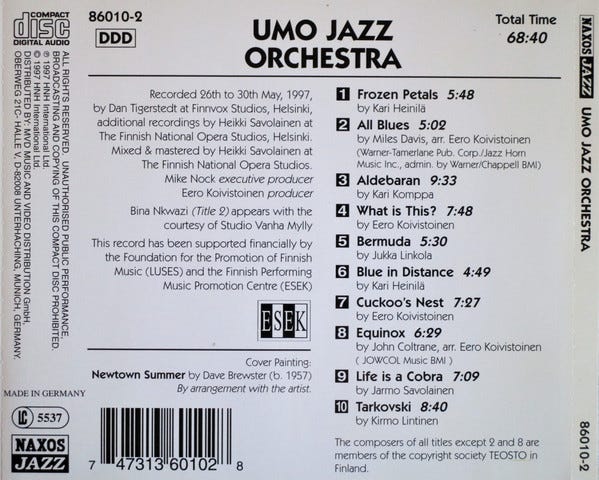 COMPACT
disc
DIGITAL AUDIO
86010-2
DDD
UMO JAZZ
ORCHESTRA
Total Time
68:40
ALL RIGHTS RESERVED. UNAUTHORISED PUBLIC PERFORMANCE,
BROADCASTING AND COPYING OF THIS COMPACT DISC PROHIBITED.
℗ 1997 HNH International Ltd.
© 1997 HNH International Ltd.
DISTRIBUTED BY: MVD MUSIC AND VIDEO DISTRIBUTION GmbH,
OBERWEG 21C-HALLE V, D-82008 UNTERHACHING, MUNICH, GERMANY.
Recorded 26th to 30th May, 1997,
by Dan Tigerstedt at Finnvox Studios, Helsinki,
additional recordings by Heikki Savolainen at
The Finnish National Opera Studios, Helsinki.
Mixed & mastered by Heikki Savolainen at
The Finnish National Opera Studios.
Mike Nock executive producer
Eero Koivistoinen producer
Bina Nkwazi (Title 2) appears with the
courtesy of Studio Vanha Mylly
This record has been supported financially by
the Foundation for the Promotion of Finnish
Music (LUSES) and the Finnish Performing
Music Promotion Centre (ESEK)
ESEK
Cover Painting:
Newtown Summer by Dave Brewster (b. 1957)
By arrangement with the artist.
1 Frozen Petals 5:48
by Kari Heinilä
2 All Blues 5:02
by Miles Davis, arr. Eero Koivistoinen
(Warner-Tamerlane Pub. Corp./Jazz Horn
Music Inc., admin. by Warner/Chappell BMI)
3 Aldebaran 9:33
by Kari Komppa
4 What is This? 7:48
by Eero Koivistoinen
5 Bermuda 5:30
by Jukka Linkola
6 Blue in Distance 4:49
by Kari Heinilä
7 Cuckoo's Nest 7:27
by Eero Koivistoinen
8 Equinox 6:29
by John Coltrane, arr. Eero Koivistoinen
( JOWCOL Music BMI )
9 Life is a Cobra 7:09
by Jarmo Savolainen
10 Tarkovski 8:40
by Kirmo Lintinen
The composers of all titles except 2 and 8 are
members of the copyright society TEOSTO in
Finland.
MADE IN GERMANY
LC 5537
NAXOS
JAZZ
7 47313 60102 8
NAXOS JAZZ
UMO JAZZ ORCHESTRA
86010-2